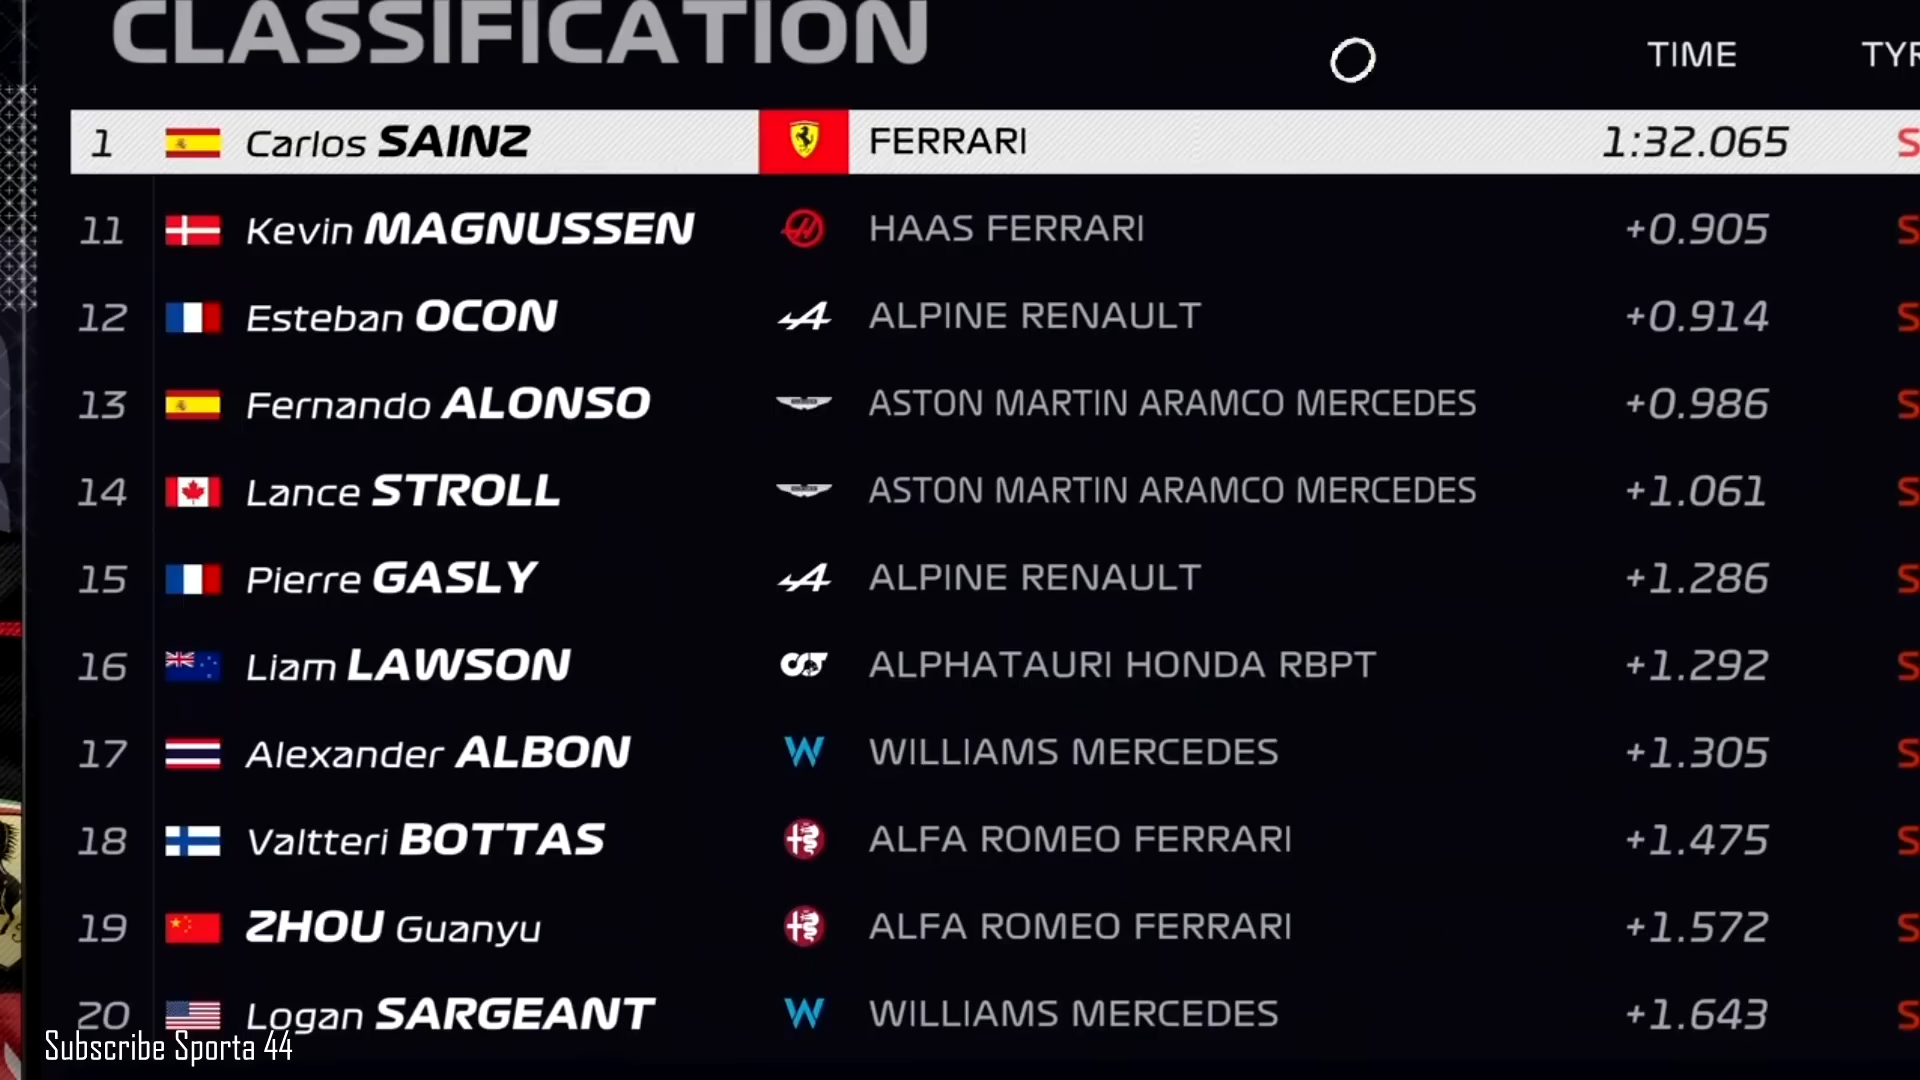 CLASSIFICATION
TIME TYR
1 Carlos SAINZ FERRARI 1:32.065 S
11 Kevin MAGNUSSEN HAAS FERRARI +0.905 S
12 Esteban OCON ALPINE RENAULT +0.914 S
13 Fernando ALONSO ASTON MARTIN ARAMCO MERCEDES +0.986 S
14 Lance STROLL ASTON MARTIN ARAMCO MERCEDES +1.061 S
15 Pierre GASLY ALPINE RENAULT +1.286 S
16 Liam LAWSON ALPHATAURI HONDA RBPT +1.292 S
17 Alexander ALBON WILLIAMS MERCEDES +1.305 S
18 Valtteri BOTTAS ALFA ROMEO FERRARI +1.475 S
19 ZHOU Guanyu ALFA ROMEO FERRARI +1.572 S
20 Logan SARGEANT WILLIAMS MERCEDES +1.643 S
Subscribe Sporta 44